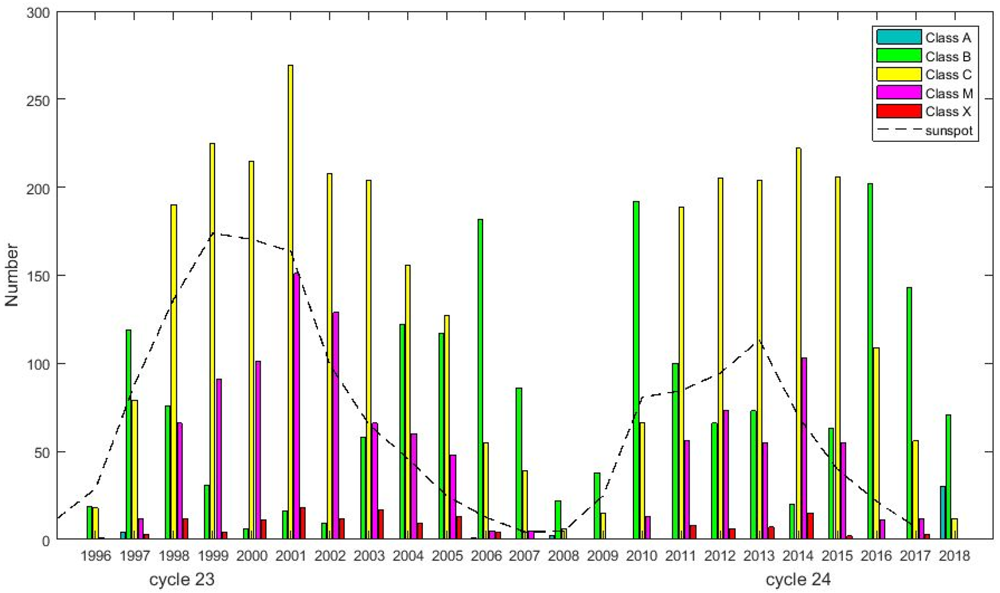 300
250
200
150
100
50
0
Number
Class A
Class B
Class C
Class M
Class X
sunspot
1996 1997 1998 1999 2000 2001 2002 2003 2004 2005 2006 2007 2008 2009 2010 2011 2012 2013 2014 2015 2016 2017 2018
cycle 23 cycle 24